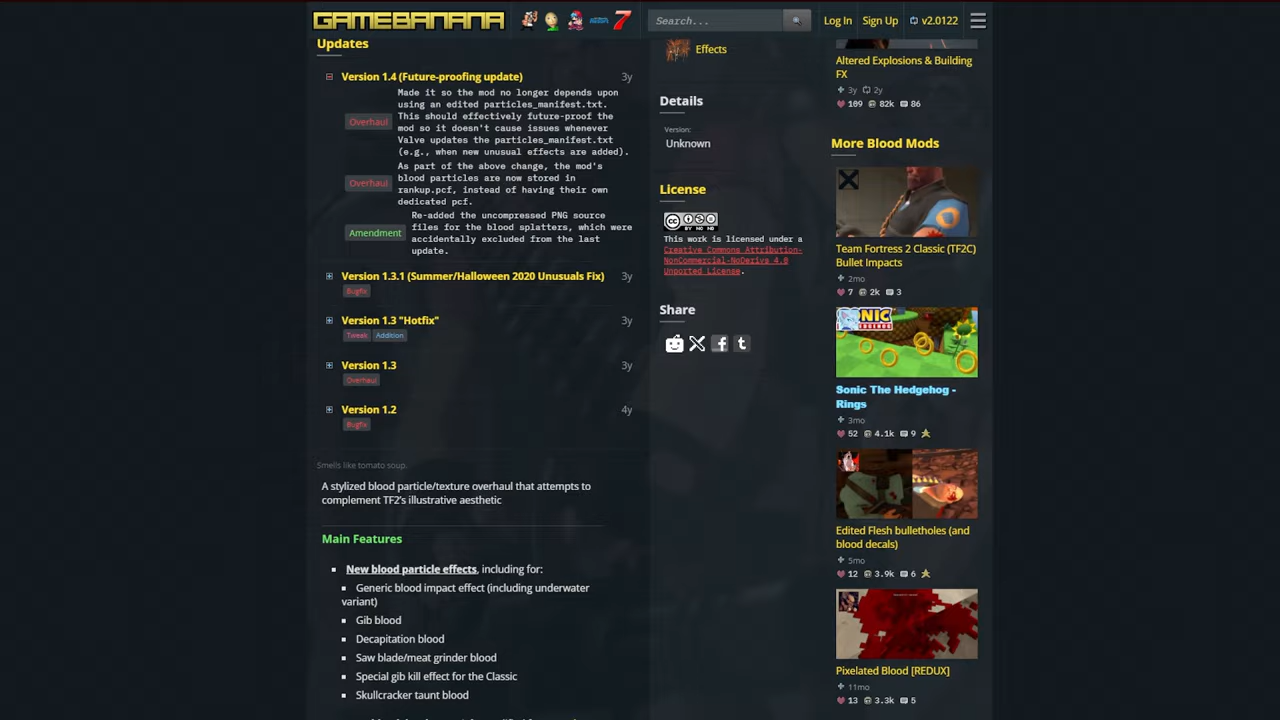 GAMEBANANA
Search...
Log In
Sign Up
v2.0122
Updates
Version 1.4 (Future-proofing update)
3y
Overhaul
Made it so the mod no longer depends upon
using an edited particles_manifest.txt.
This should effectively future-proof the
mod so it doesn't cause issues whenever
Valve updates the particles_manifest.txt
(e.g., when new unusual effects are added).
Overhaul
As part of the above change, the mod's
blood particles are now stored in
rankup.pcf, instead of having their own
dedicated pcf.
Amendment
Re-added the uncompressed PNG source
files for the blood splatters, which were
accidentally excluded from the last
update.
Version 1.3.1 (Summer/Halloween 2020 Unusuals Fix)
3y
Bugfix
Version 1.3 "Hotfix"
3y
Tweak
Addition
Version 1.3
3y
Overhaul
Version 1.2
4y
Bugfix
Smells like tomato soup.
A stylized blood particle/texture overhaul that attempts to
complement TF2's illustrative aesthetic
Main Features
New blood particle effects, including for:
Generic blood impact effect (including underwater
variant)
Gib blood
Decapitation blood
Saw blade/meat grinder blood
Special gib kill effect for the Classic
Skullcracker taunt blood
Effects
Details
Version:
Unknown
License
This work is licensed under a
Creative Commons Attribution-
NonCommercial-NoDerivs 4.0
Unported License.
Share
Altered Explosions & Building
FX
3y 2y
109 82k 86
More Blood Mods
Team Fortress 2 Classic (TF2C)
Bullet Impacts
2mo
7 2k 3
SONIC
Sonic The Hedgehog -
Rings
3mo
52 4.1k 9
Edited Flesh bulletholes (and
blood decals)
5mo
12 3.9k 6
Pixelated Blood [REDUX]
11mo
13 3.3k 5